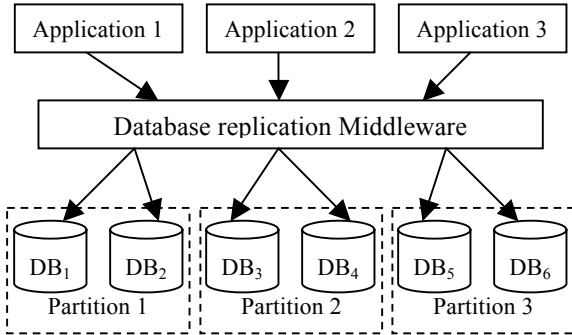 Application 1 Application 2 Application 3
Database replication Middleware
DB₁ DB₂ DB₃ DB₄ DB₅ DB₆
Partition 1 Partition 2 Partition 3